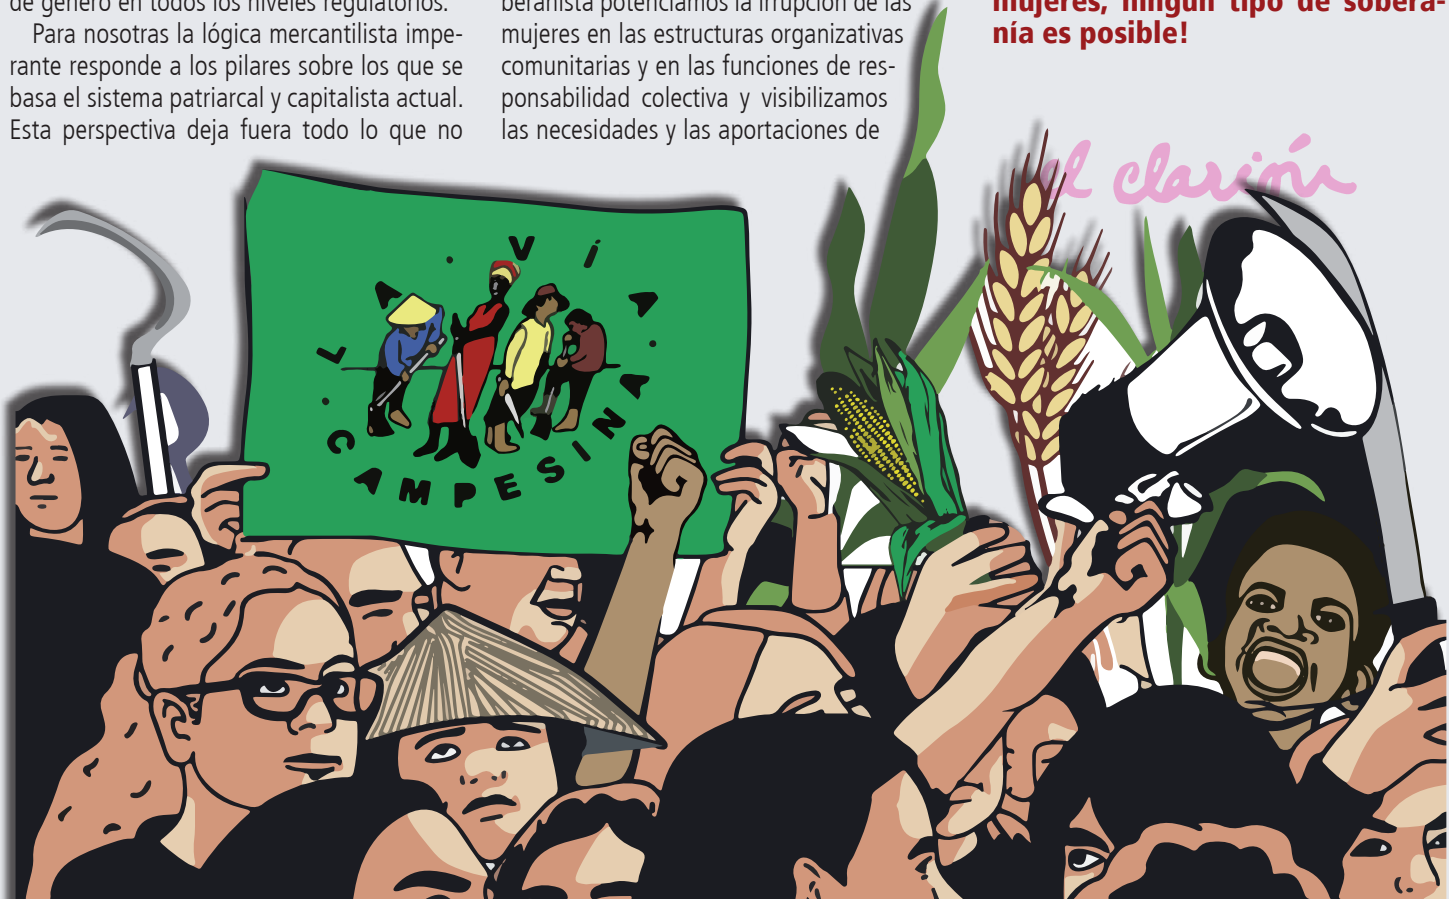 de género en todos los niveles regulatorios.
Para nosotras la lógica mercantilista impe-
rante responde a los pilares sobre los que se
basa el sistema patriarcal y capitalista actual.
Esta perspectiva deja fuera todo lo que no
beranista potenciamos la irrupción de las
mujeres en las estructuras organizativas
comunitarias y en las funciones de res-
ponsabilidad colectiva y visibilizamos
las necesidades y las aportaciones de
mujeres, ningún tipo de sobera-
nía es posible!
el clarión
· LA · VÍA ·
CAMPESINA